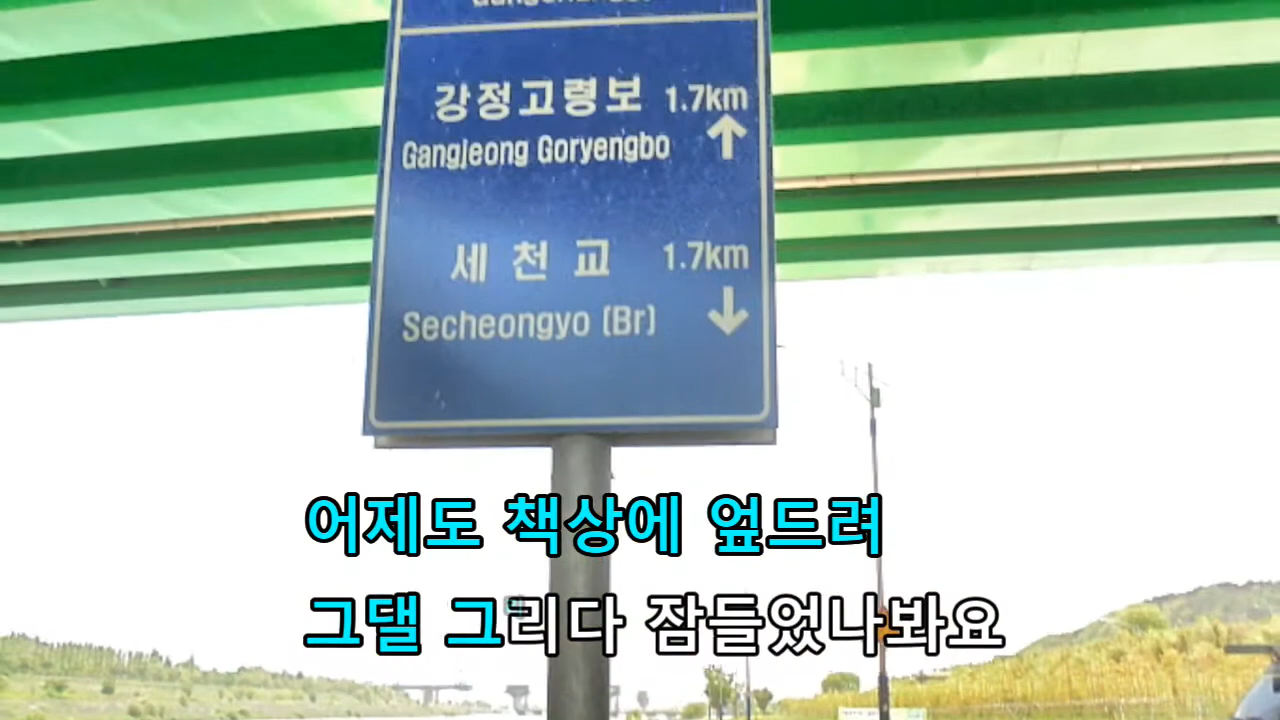 강정고령보 1.7km
Gangjeong Goryengbo
세천교 1.7km
Secheongyo (Br)
어제도 책상에 엎드려
그댈 그리다 잠들었나봐요